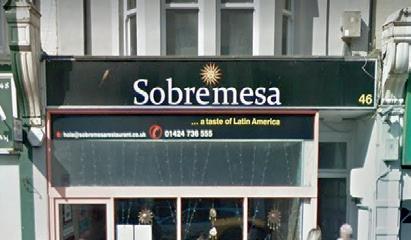 Sobremesa
46
... a taste of Latin America
hola@sobremesarestaurant.co.uk 01424 736 555